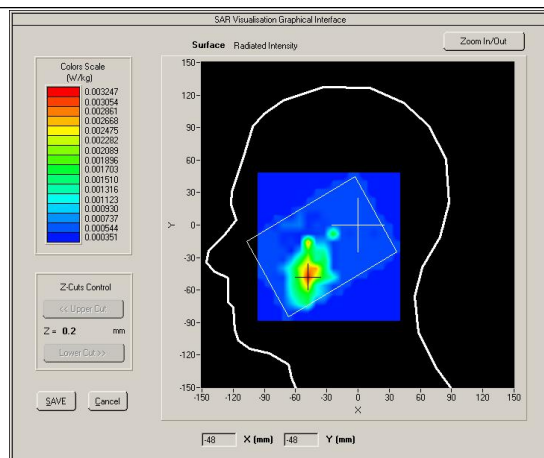 SAR Visualisation Graphical Interface
Surface Radiated Intensity
Zoom In/Out
Colors Scale
(W/kg)
0.003247
0.003054
0.002861
0.002668
0.002475
0.002282
0.002089
0.001896
0.001703
0.001510
0.001316
0.001123
0.000930
0.000737
0.000544
0.000351
150-
120-
90-
60-
30-
0-
-30-
-60-
-90-
-120-
-150-
Y
-150 -120 -90 -60 -30 0 30 60 90 120 150
X
Z-Cuts Control
<< Upper Cut
Z = 0.2 mm
Lower Cut >>
SAVE Cancel
-48 X (mm) -48 Y (mm)